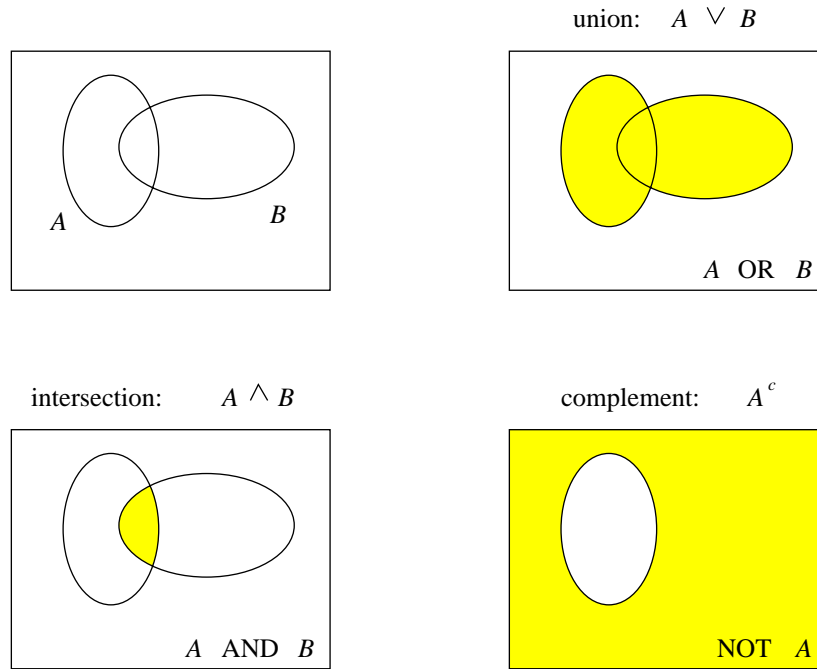 union: A ∨ B
A
B
A OR B
intersection: A ∧ B
complement: A^c
A AND B
NOT A